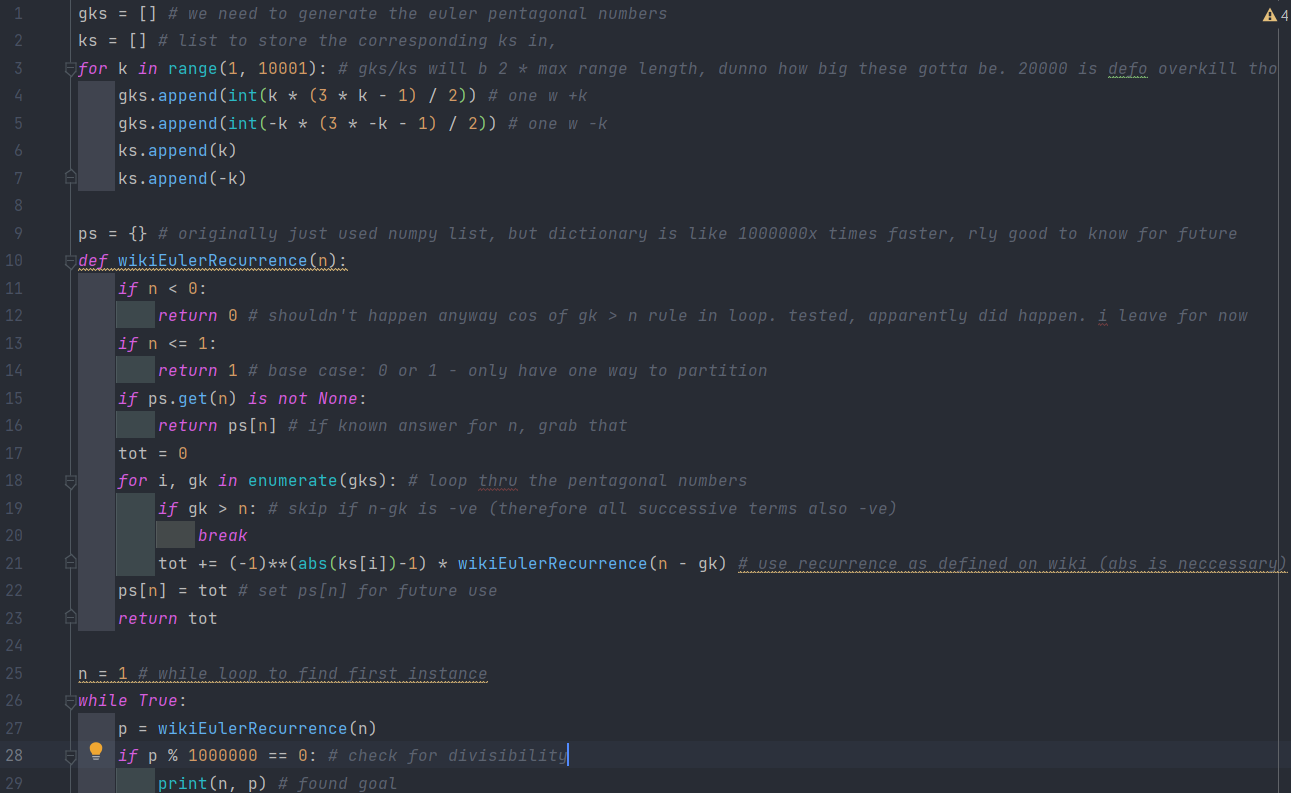 1 gks = [] # we need to generate the euler pentagonal numbers
4
2 ks = [] # list to store the corresponding ks in,
3 for k in range(1, 10001): # gks/ks will b 2 * max range length, dunno how big these gotta be. 20000 is defo overkill tho
4 gks.append(int(k * (3 * k - 1) / 2)) # one w +k
5 gks.append(int(-k * (3 * -k - 1) / 2)) # one w -k
6 ks.append(k)
7 ks.append(-k)
8
9 ps = {} # originally just used numpy list, but dictionary is like 1000000x times faster, rly good to know for future
10 def wikiEulerRecurrence(n):
11 if n < 0:
12 return 0 # shouldn't happen anyway cos of gk > n rule in loop. tested, apparently did happen. i leave for now
13 if n <= 1:
14 return 1 # base case: 0 or 1 - only have one way to partition
15 if ps.get(n) is not None:
16 return ps[n] # if known answer for n, grab that
17 tot = 0
18 for i, gk in enumerate(gks): # loop thru the pentagonal numbers
19 if gk > n: # skip if n-gk is -ve (therefore all successive terms also -ve)
20 break
21 tot += (-1)**(abs(ks[i])-1) * wikiEulerRecurrence(n - gk) # use recurrence as defined on wiki (abs is neccessary)
22 ps[n] = tot # set ps[n] for future use
23 return tot
24
25 n = 1 # while loop to find first instance
26 while True:
27 p = wikiEulerRecurrence(n)
28 if p % 1000000 == 0: # check for divisibility
29 print(n, p) # found goal